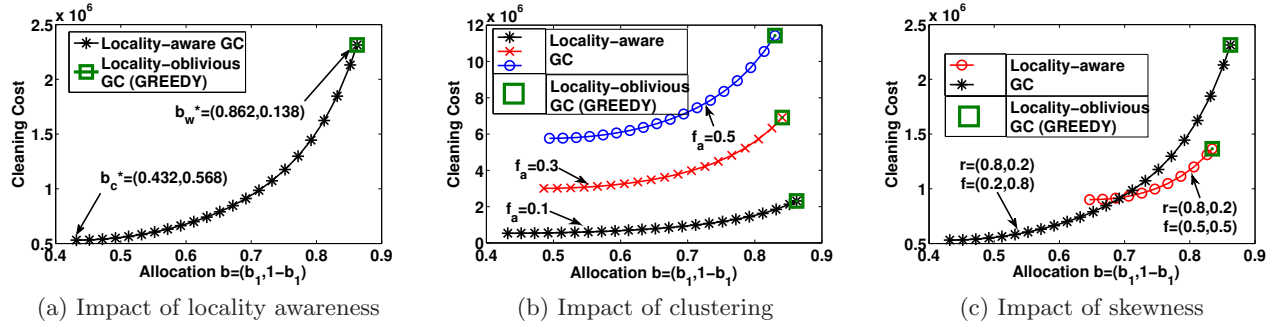 x 10^6
2.5
2
1.5
1
0.5
0.4 0.5 0.6 0.7 0.8 0.9
Cleaning Cost
Allocation b=(b_1,1−b_1)
Locality−aware GC
Locality−oblivious
GC (GREEDY)
b_w*=(0.862,0.138)
b_c*=(0.432,0.568)
(a) Impact of locality awareness
x 10^6
12
10
8
6
4
2
0
0.4 0.5 0.6 0.7 0.8 0.9
Cleaning Cost
Allocation b=(b_1,1−b_1)
Locality−aware
GC
Locality−oblivious
GC (GREEDY)
f_a=0.5
f_a=0.3
f_a=0.1
(b) Impact of clustering
x 10^6
2.5
2
1.5
1
0.5
0.4 0.5 0.6 0.7 0.8 0.9
Cleaning Cost
Allocation b=(b_1,1−b_1)
Locality−aware
GC
Locality−oblivious
GC (GREEDY)
r=(0.8,0.2)
f=(0.2,0.8)
r=(0.8,0.2)
f=(0.5,0.5)
(c) Impact of skewness